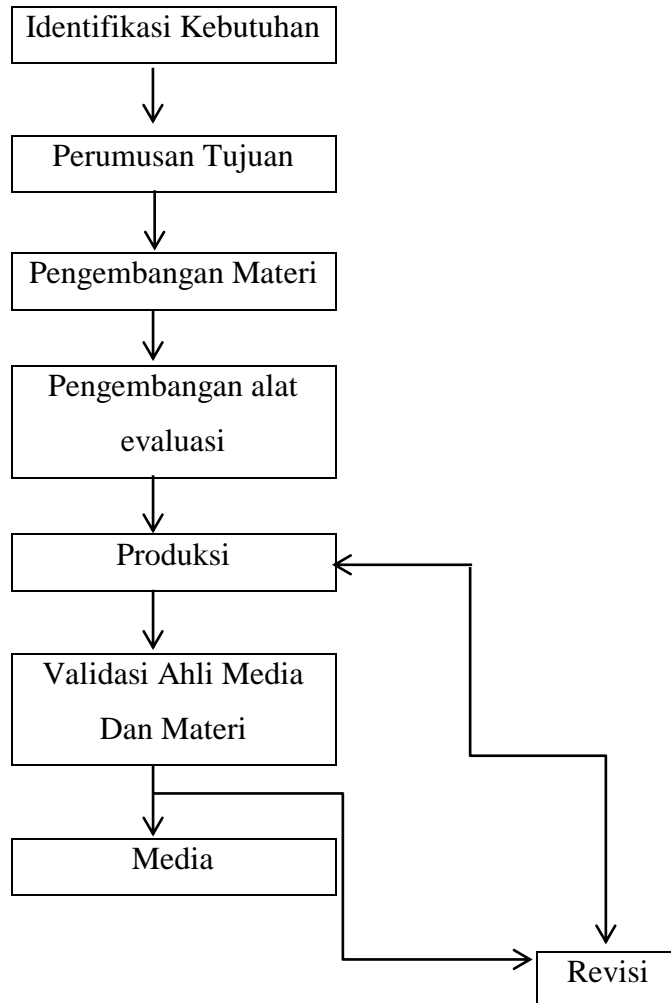 Identifikasi Kebutuhan
Perumusan Tujuan
Pengembangan Materi
Pengembangan alat
evaluasi
Produksi
Validasi Ahli Media
Dan Materi
Media
Revisi